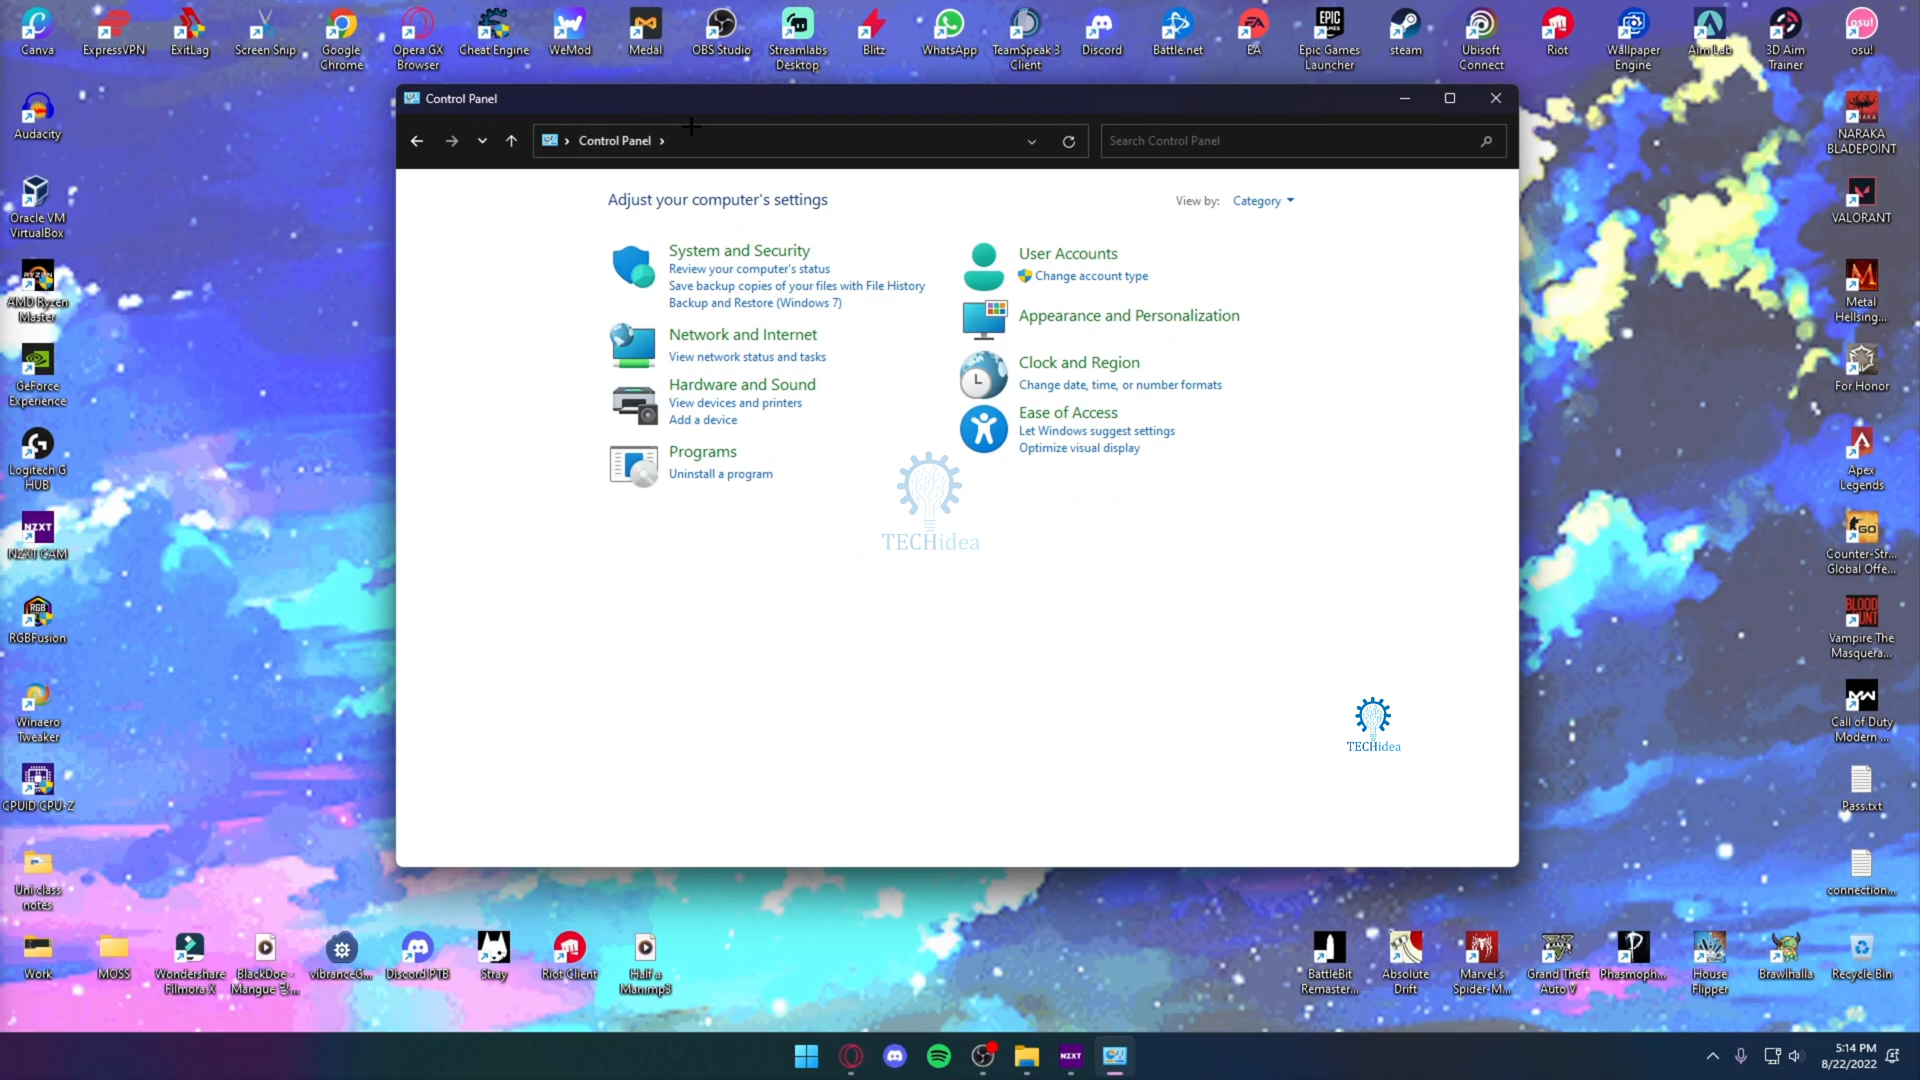 Canva
ExpressVPN
ExitLag
Screen Snip
Google
Chrome
Opera GX
Browser
Cheat Engine
WeMod
Medal
OBS Studio
Streamlabs
Desktop
Blitz
WhatsApp
TeamSpeak 3
Client
Discord
Battle.net
EA
Epic Games
Launcher
steam
Ubisoft
Connect
Riot
Wallpaper
Engine
Aim Lab
3D Aim
Trainer
osu!
Audacity
Oracle VM
VirtualBox
AMD Ryzen
Master
GeForce
Experience
Logitech G
HUB
NZXT
NZXT CAM
RGB
RGBFusion
Winaero
Tweaker
CPUID CPU-Z
Uni class
notes
Control Panel
Control Panel
Search Control Panel
Adjust your computer's settings
View by: Category
System and Security
Review your computer's status
Save backup copies of your files with File History
Backup and Restore (Windows 7)
Network and Internet
View network status and tasks
Hardware and Sound
View devices and printers
Add a device
Programs
Uninstall a program
User Accounts
Change account type
Appearance and Personalization
Clock and Region
Change date, time, or number formats
Ease of Access
Let Windows suggest settings
Optimize visual display
TECHidea
TECHidea
NARAKA
BLADEPOINT
VALORANT
Metal
Hellsing...
For Honor
Apex
Legends
Counter-Str...
Global Offe...
Vampire The
Masquera...
Call of Duty
Modern ...
Pass.txt
connection...
Work
MOSS
Wondershare
Filmora X
BlackDoe -
vibranceG...
Discord PTB
Stray
Riot Client
Half a
Man.mp3
BattleBit
Remaster...
Absolute
Drift
Marvel's
Spider-M...
Grand Theft
Auto V
Phasmoph...
House
Flipper
Brawlhalla
Recycle Bin
NZXT
5:14 PM
8/22/2022